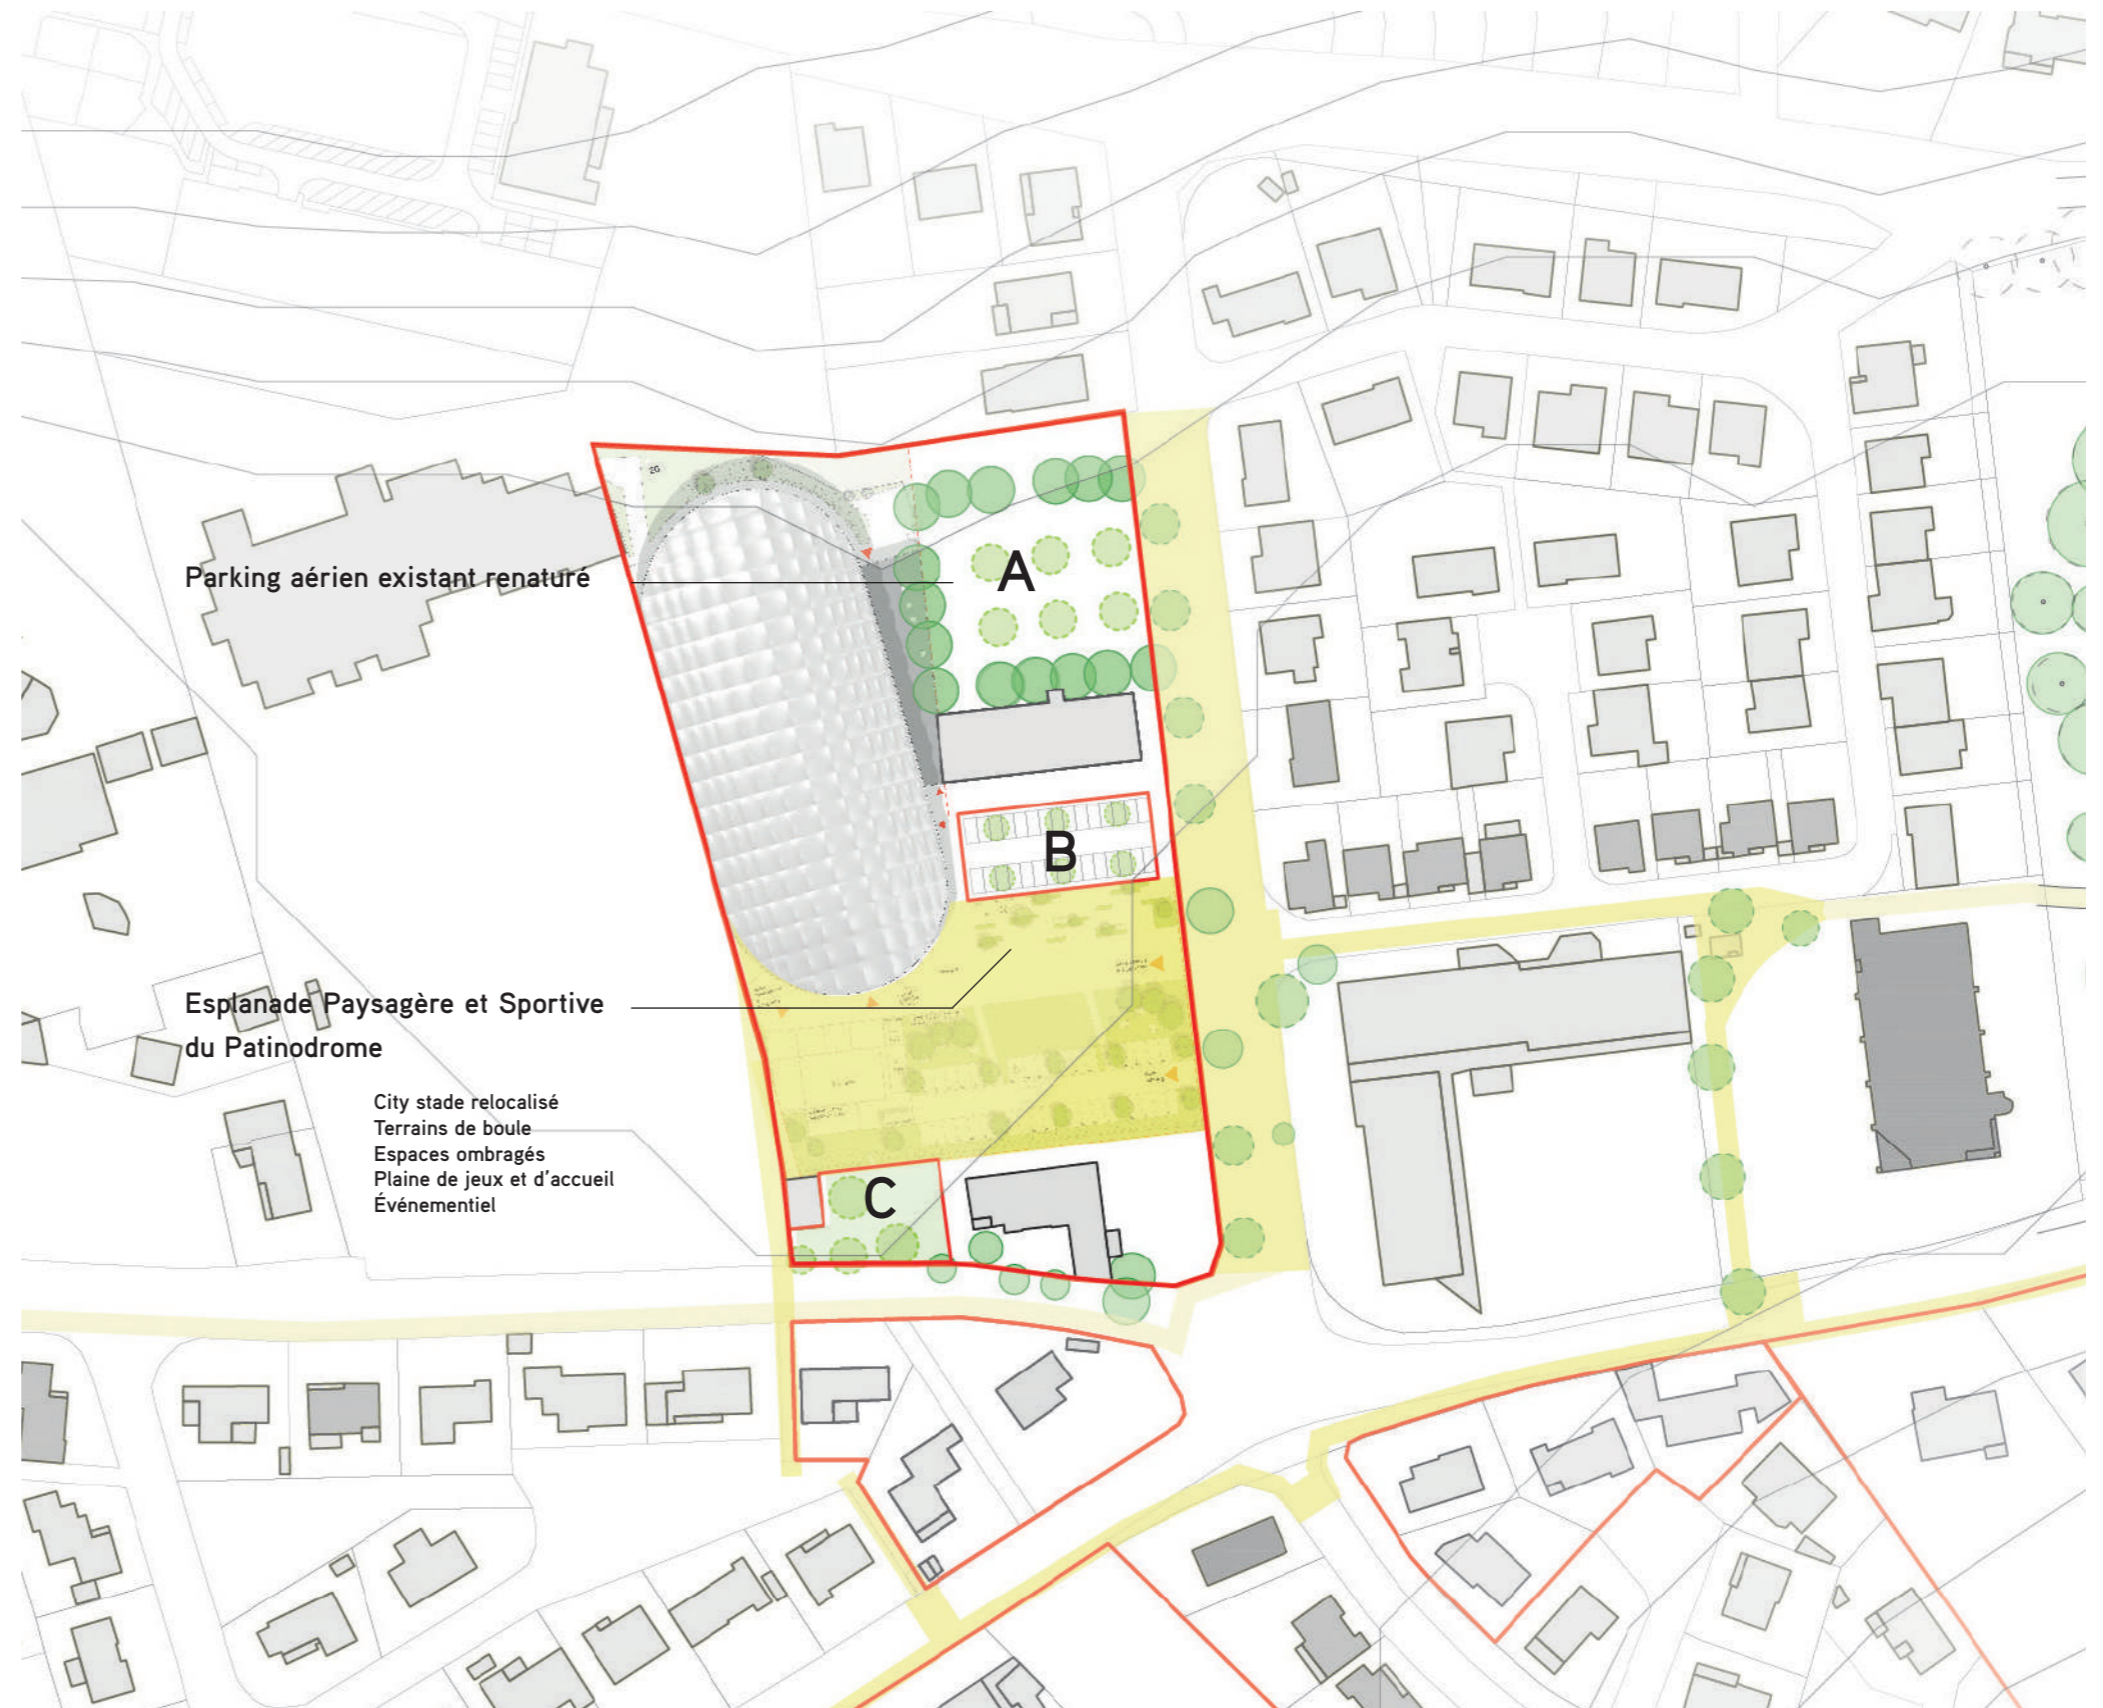 2G
Parking aérien existant renaturé
A
B
Esplanade Paysagère et Sportive
du Patinodrome
City stade relocalisé
Terrains de boule
Espaces ombragés
Plaine de jeux et d'accueil
Événementiel
C